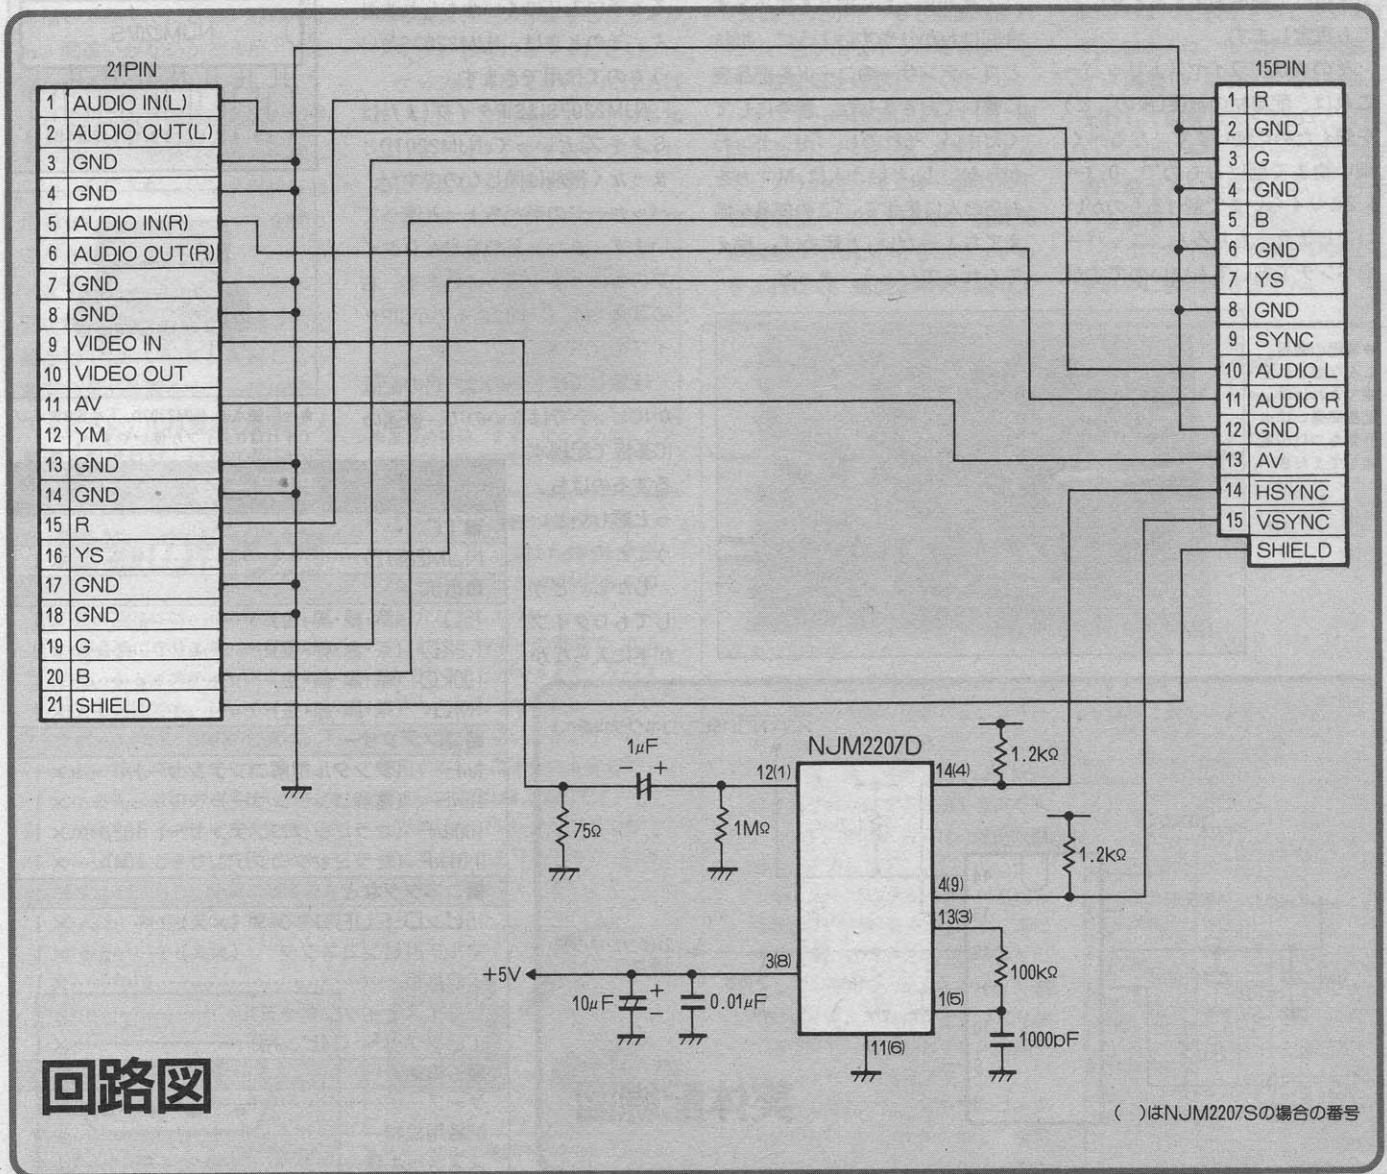 21PIN
1 AUDIO IN(L)
2 AUDIO OUT(L)
3 GND
4 GND
5 AUDIO IN(R)
6 AUDIO OUT(R)
7 GND
8 GND
9 VIDEO IN
10 VIDEO OUT
11 AV
12 YM
13 GND
14 GND
15 R
16 YS
17 GND
18 GND
19 G
20 B
21 SHIELD
15PIN
1 R
2 GND
3 G
4 GND
5 B
6 GND
7 YS
8 GND
9 SYNC
10 AUDIO L
11 AUDIO R
12 GND
13 AV
14 HSYNC
15 VSYNC
SHIELD
1μF
− +
75Ω
1MΩ
NJM2207D
12(1)
14(4)
1.2kΩ
1.2kΩ
4(9)
13(3)
3(8)
+5V
10μF
+
−
0.01μF
100kΩ
1(5)
1000pF
11(6)
回路図
( )はNJM2207Sの場合の番号